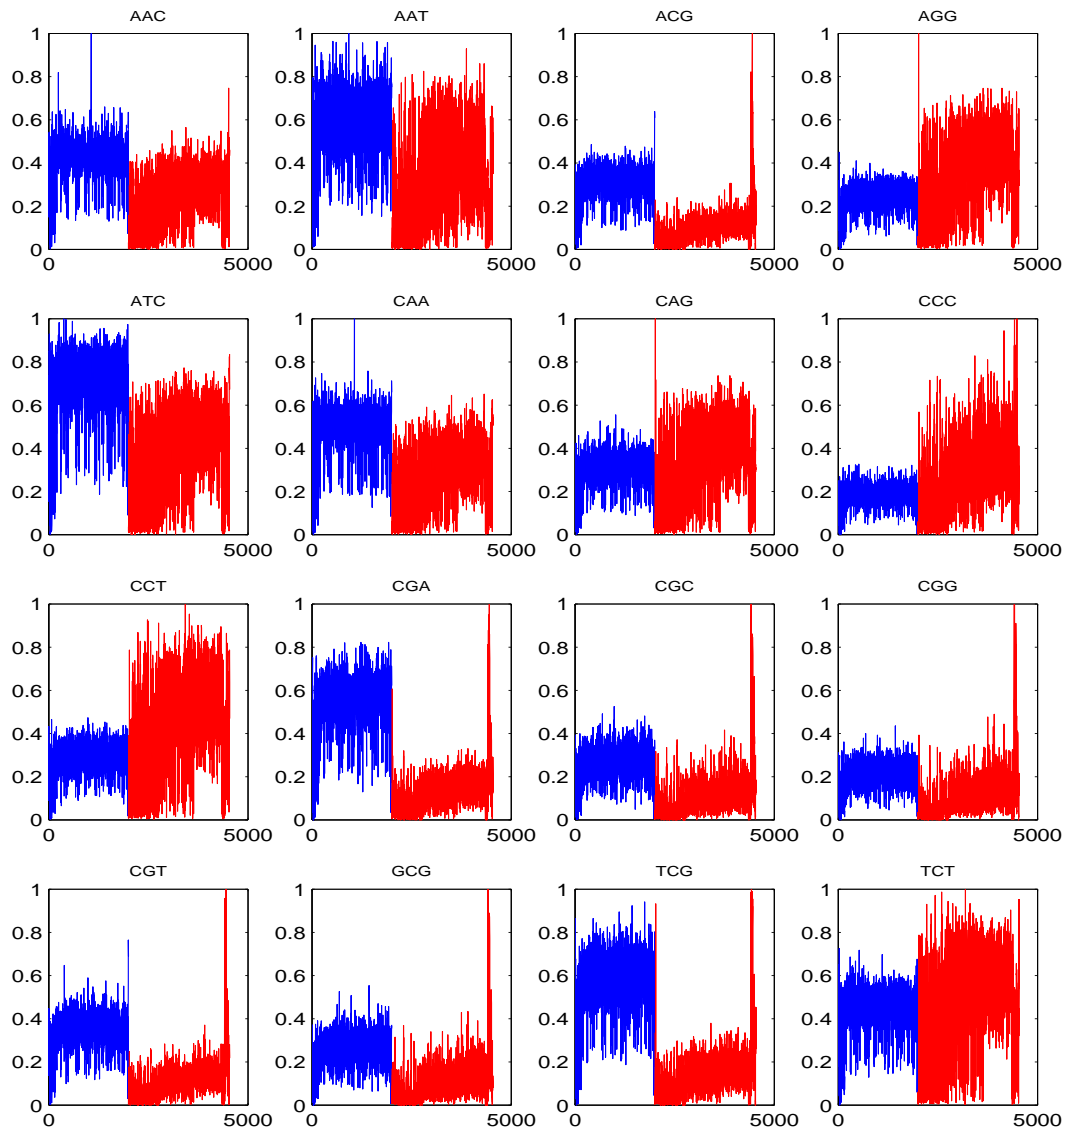 AAC AAT ACG AGG
1 1 1 1
0.8 0.8 0.8 0.8
0.6 0.6 0.6 0.6
0.4 0.4 0.4 0.4
0.2 0.2 0.2 0.2
0 0 0 0
0 5000 0 5000 0 5000 0 5000
ATC CAA CAG CCC
1 1 1 1
0.8 0.8 0.8 0.8
0.6 0.6 0.6 0.6
0.4 0.4 0.4 0.4
0.2 0.2 0.2 0.2
0 0 0 0
0 5000 0 5000 0 5000 0 5000
CCT CGA CGC CGG
1 1 1 1
0.8 0.8 0.8 0.8
0.6 0.6 0.6 0.6
0.4 0.4 0.4 0.4
0.2 0.2 0.2 0.2
0 0 0 0
0 5000 0 5000 0 5000 0 5000
CGT GCG TCG TCT
1 1 1 1
0.8 0.8 0.8 0.8
0.6 0.6 0.6 0.6
0.4 0.4 0.4 0.4
0.2 0.2 0.2 0.2
0 0 0 0
0 5000 0 5000 0 5000 0 5000